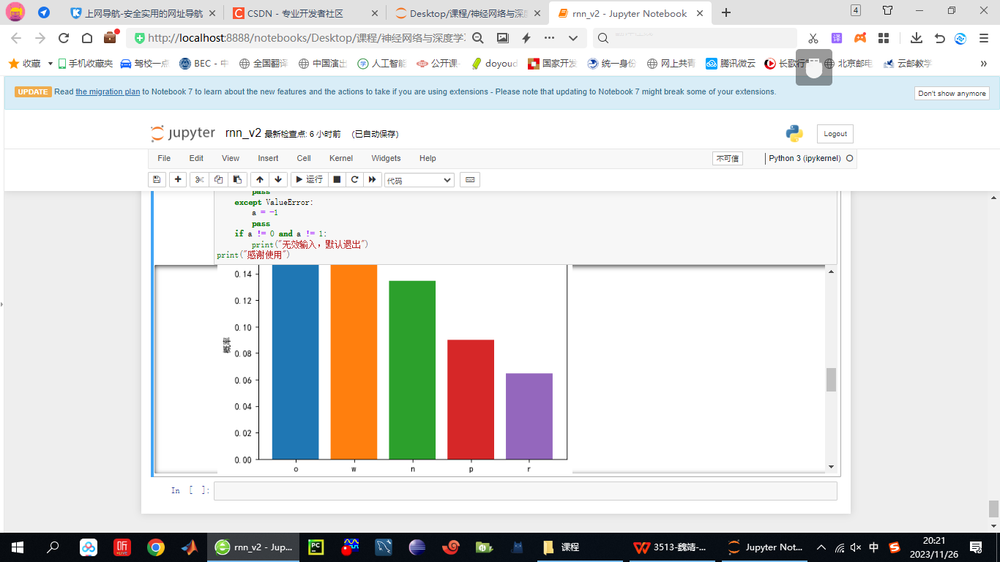 上网导航-安全实用的网址导航
CSDN - 专业开发者社区
Desktop/课程/神经网络与深度
rnn_v2 - Jupyter Notebook
4
http://localhost:8888/notebooks/Desktop/课程/神经网络与深度学
译
收藏 手机收藏夹 驾校一点 BEC - 中 全国翻译 中国演出 人工智能 公开课 doyoud 国家开发 统一身份 网上共青 腾讯微云 长歌行 北京邮电 云邮教学
UPDATE Read the migration plan to Notebook 7 to learn about the new features and the actions to take if you are using extensions - Please note that updating to Notebook 7 might break some of your extensions.
Don't show anymore
jupyter rnn_v2 最新检查点: 6 小时前 (已自动保存)
Logout
File Edit View Insert Cell Kernel Widgets Help
不可信 Python 3 (ipykernel)
运行 代码
pass
except ValueError:
a = -1
pass
if a != 0 and a != 1:
print("无效输入，默认退出")
print("感谢使用")
0.14
0.12
0.10
0.08
0.06
0.04
0.02
0.00
概率
o w n p r
In [ ]:
听
LIVE
rnn_v2 - Jup...
PC
课程
3513-魏靖-...
Jupyter Not...
中
20:21
2023/11/26